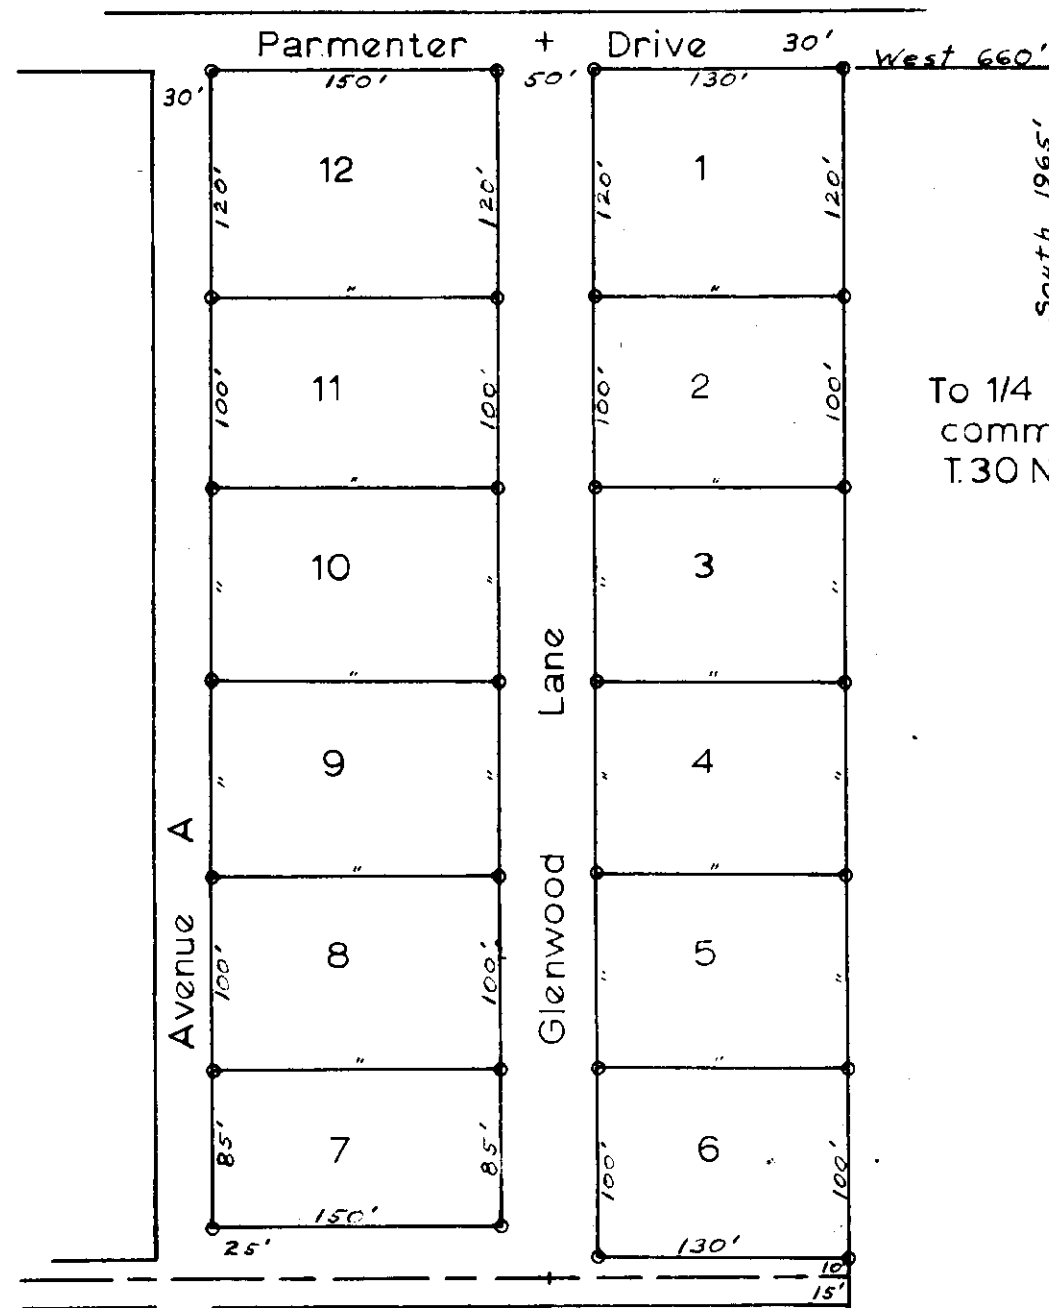 Parmenter + Drive 30'
West 660'
30' 150' 50' 130'
South 1965'
12 1
120' 120' 120' 120'
" "
11 2
100' 100' 100' 100'
To 1/4
comm
T.30 N
" "
10 3
" " " "
" "
Glenwood Lane
9 4
" " " "
Avenue A
" "
8 5
100' 100' " "
" "
7 6
85' 85' 100' 100'
150' 130'
25'
10'
15'